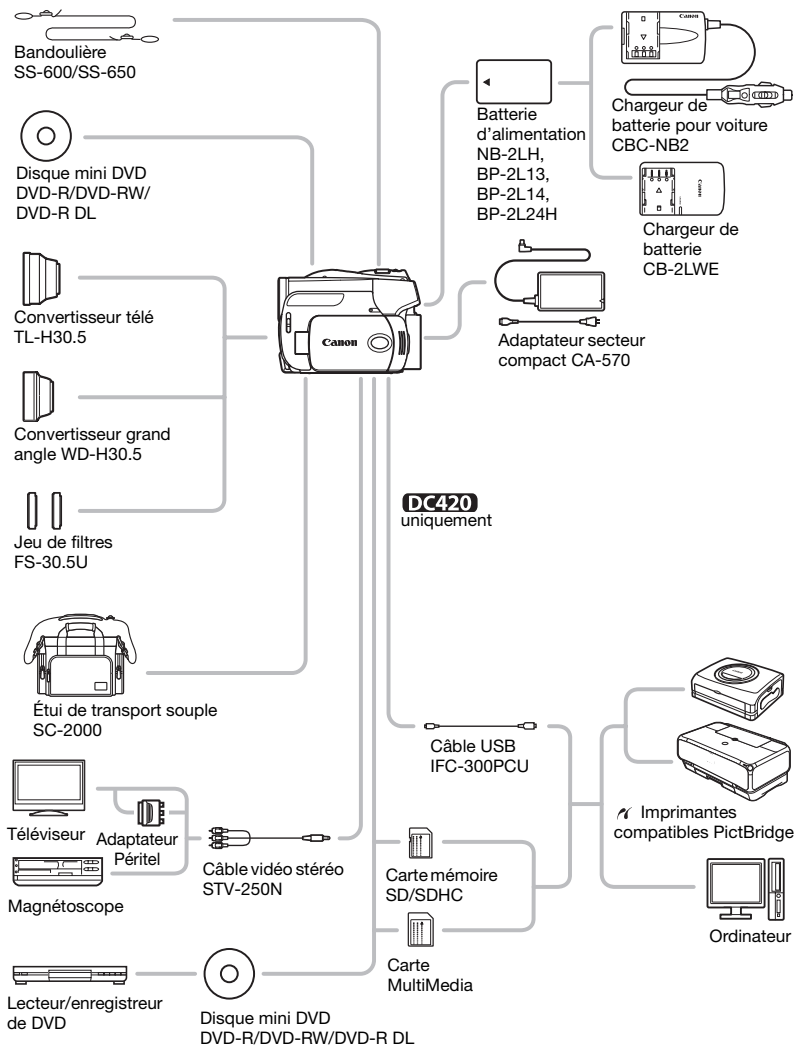 Bandoulière
SS-600/SS-650
Disque mini DVD
DVD-R/DVD-RW/
DVD-R DL
Convertisseur télé
TL-H30.5
Convertisseur grand
angle WD-H30.5
Jeu de filtres
FS-30.5U
Étui de transport souple
SC-2000
Téléviseur
Adaptateur
Péritel
Magnétoscope
Câble vidéo stéréo
STV-250N
Lecteur/enregistreur
de DVD
Disque mini DVD
DVD-R/DVD-RW/DVD-R DL
Canon
Batterie
d'alimentation
NB-2LH,
BP-2L13,
BP-2L14,
BP-2L24H
Canon
Chargeur de
batterie pour voiture
CBC-NB2
Canon
Chargeur de
batterie
CB-2LWE
Adaptateur secteur
compact CA-570
DC420
uniquement
Câble USB
IFC-300PCU
Carte mémoire
SD/SDHC
Carte
MultiMedia
Imprimantes
compatibles PictBridge
Ordinateur